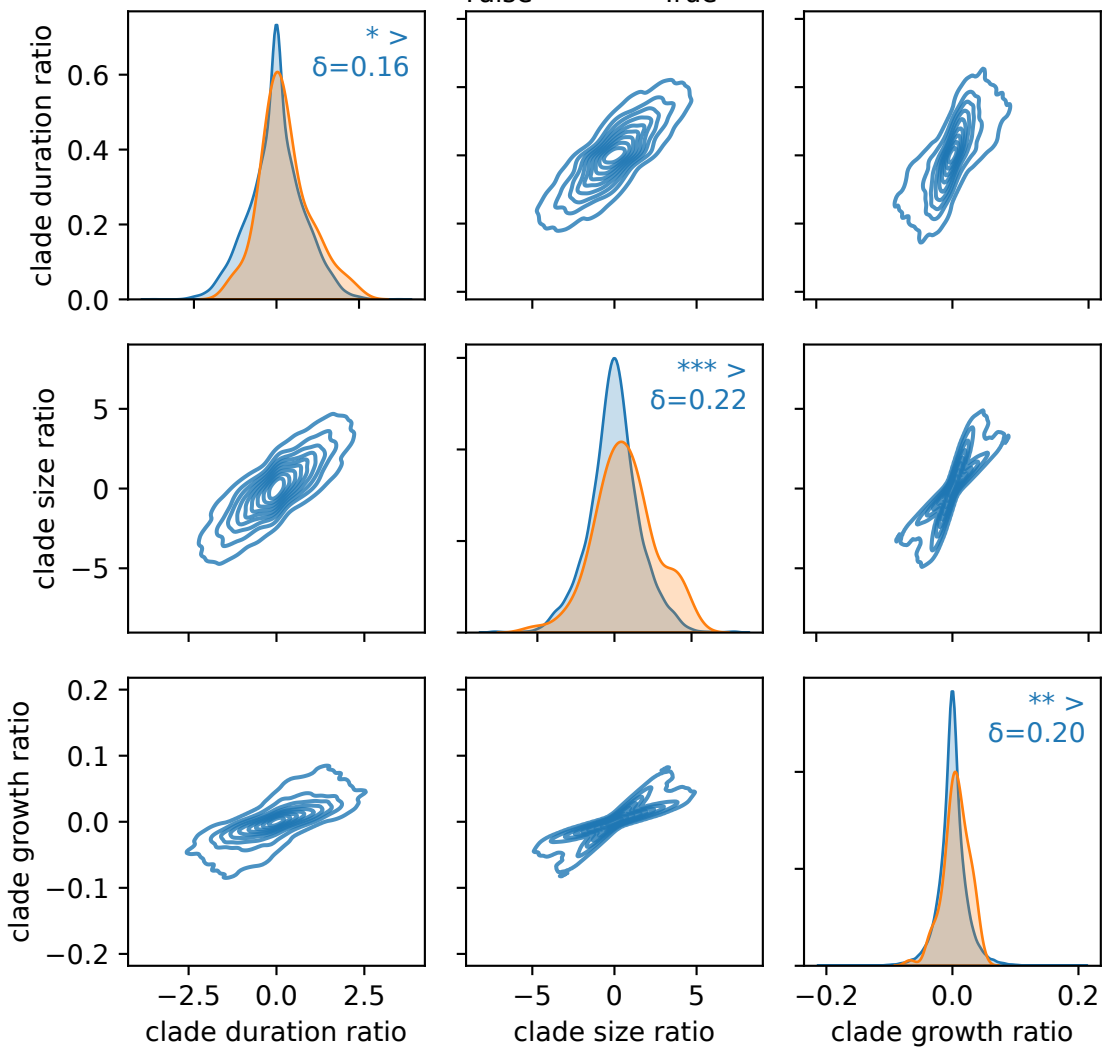 False True
clade duration ratio
0.6
0.4
0.2
0.0
* >
δ=0.16
clade size ratio
5
0
−5
*** >
δ=0.22
clade growth ratio
0.2
0.1
0.0
−0.1
−0.2
** >
δ=0.20
−2.5 0.0 2.5
−5 0 5
−0.2 0.0 0.2
clade duration ratio
clade size ratio
clade growth ratio